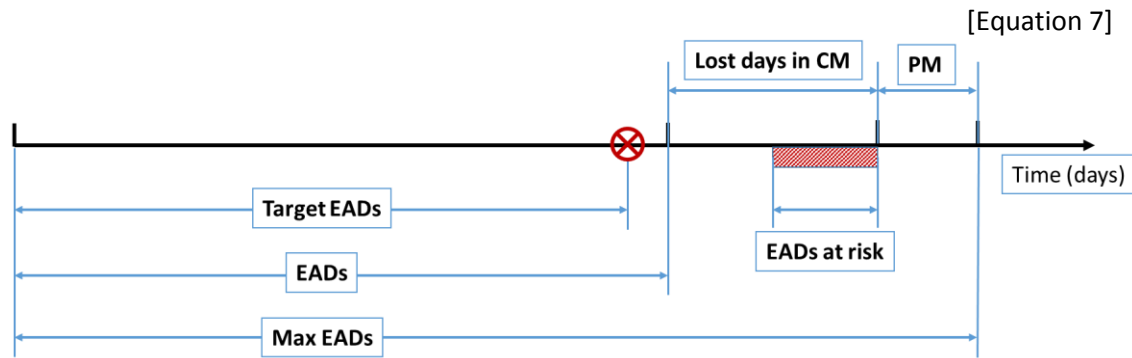 [Equation 7]
Lost days in CM
PM
Time (days)
Target EADs
EADs at risk
EADs
Max EADs